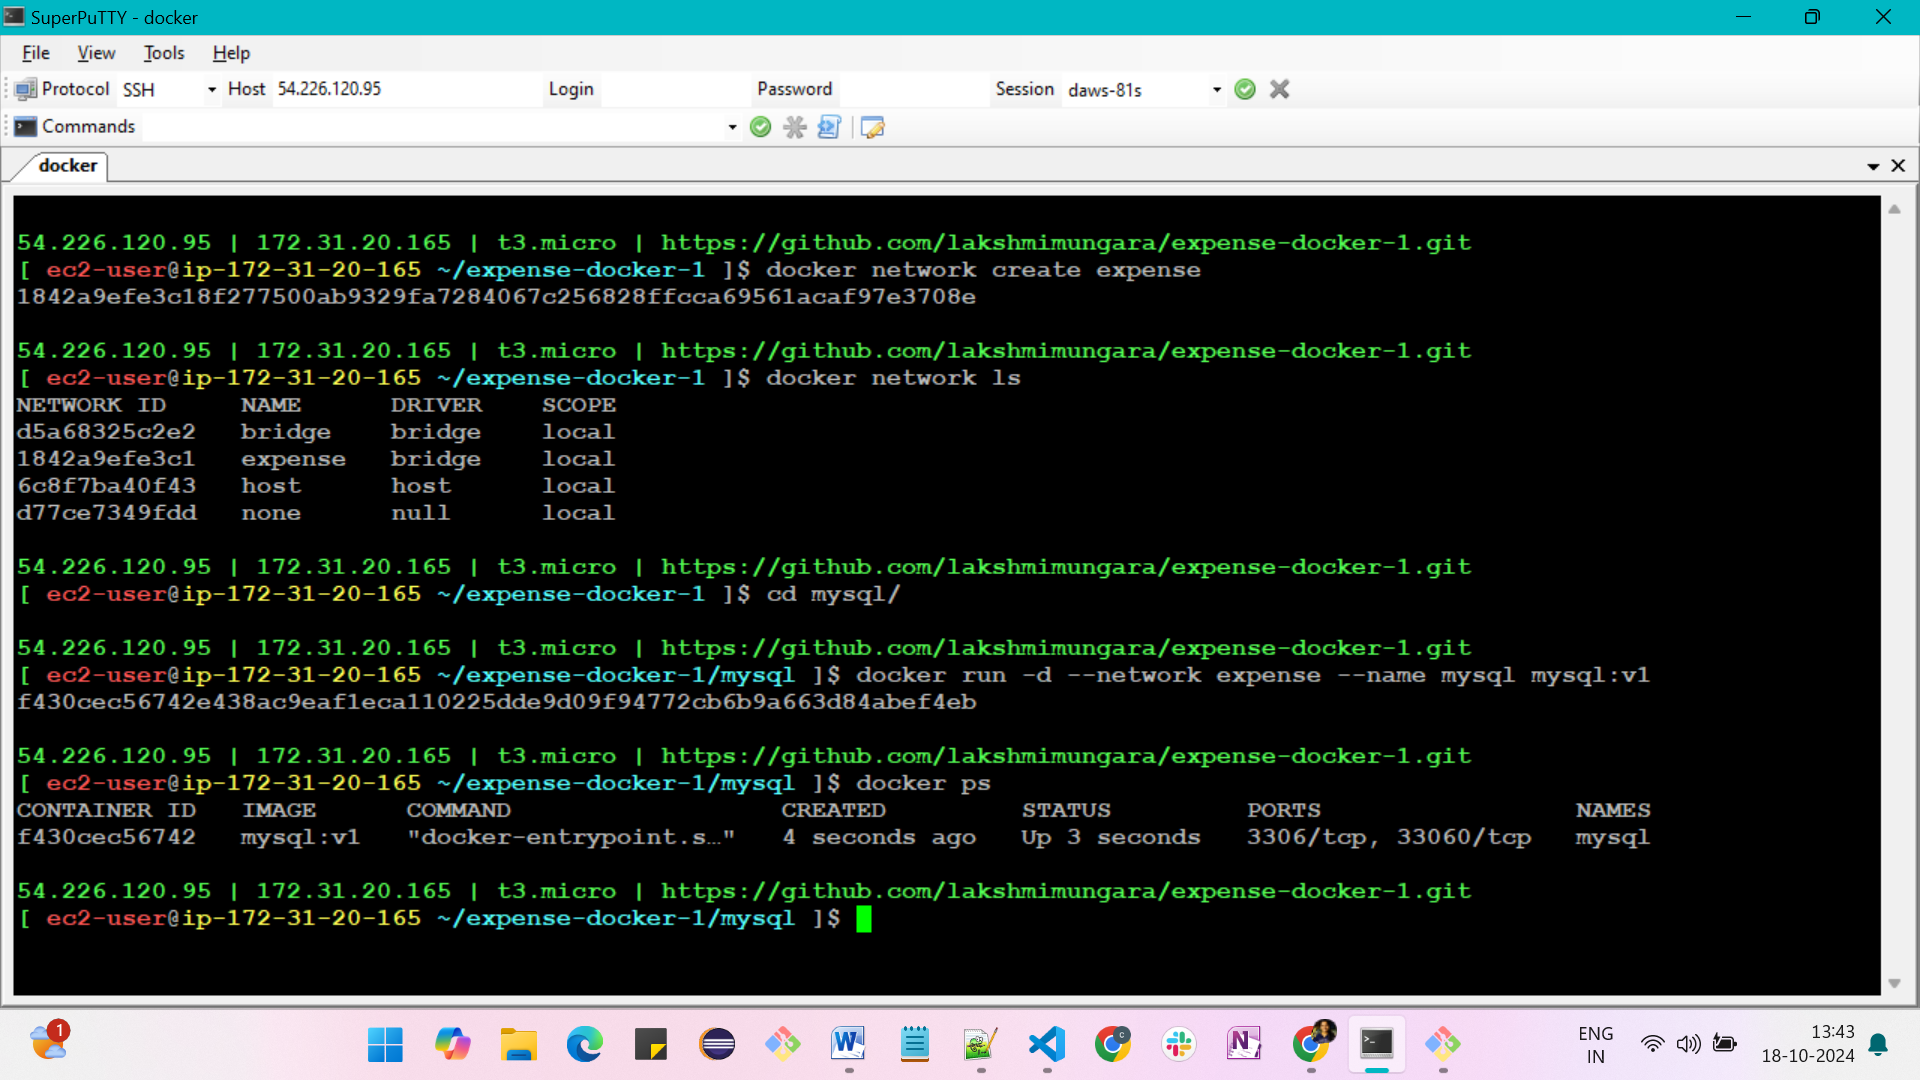 SuperPuTTY - docker
File View Tools Help
Protocol SSH Host 54.226.120.95 Login Password Session daws-81s
Commands
docker
54.226.120.95 | 172.31.20.165 | t3.micro | https://github.com/lakshmimungara/expense-docker-1.git
[ ec2-user@ip-172-31-20-165 ~/expense-docker-1 ]$ docker network create expense
1842a9efe3c18f277500ab9329fa7284067c256828ffcca69561acaf97e3708e
54.226.120.95 | 172.31.20.165 | t3.micro | https://github.com/lakshmimungara/expense-docker-1.git
[ ec2-user@ip-172-31-20-165 ~/expense-docker-1 ]$ docker network ls
NETWORK ID NAME DRIVER SCOPE
d5a68325c2e2 bridge bridge local
1842a9efe3c1 expense bridge local
6c8f7ba40f43 host host local
d77ce7349fdd none null local
54.226.120.95 | 172.31.20.165 | t3.micro | https://github.com/lakshmimungara/expense-docker-1.git
[ ec2-user@ip-172-31-20-165 ~/expense-docker-1 ]$ cd mysql/
54.226.120.95 | 172.31.20.165 | t3.micro | https://github.com/lakshmimungara/expense-docker-1.git
[ ec2-user@ip-172-31-20-165 ~/expense-docker-1/mysql ]$ docker run -d --network expense --name mysql mysql:v1
f430cec56742e438ac9eaf1eca110225dde9d09f94772cb6b9a663d84abef4eb
54.226.120.95 | 172.31.20.165 | t3.micro | https://github.com/lakshmimungara/expense-docker-1.git
[ ec2-user@ip-172-31-20-165 ~/expense-docker-1/mysql ]$ docker ps
CONTAINER ID IMAGE COMMAND CREATED STATUS PORTS NAMES
f430cec56742 mysql:v1 "docker-entrypoint.s…" 4 seconds ago Up 3 seconds 3306/tcp, 33060/tcp mysql
54.226.120.95 | 172.31.20.165 | t3.micro | https://github.com/lakshmimungara/expense-docker-1.git
[ ec2-user@ip-172-31-20-165 ~/expense-docker-1/mysql ]$
1
ENG
IN
13:43
18-10-2024